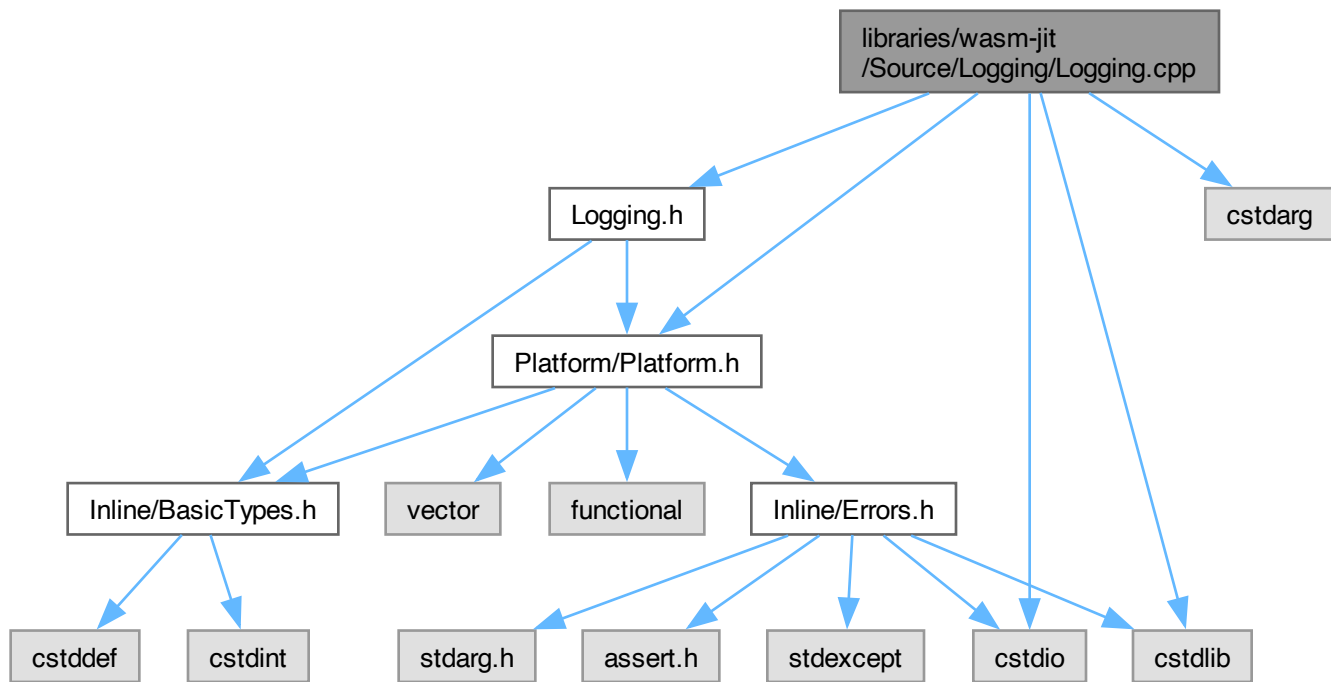 libraries/wasm-jit
/Source/Logging/Logging.cpp
Logging.h
cstdarg
Platform/Platform.h
Inline/BasicTypes.h
vector
functional
Inline/Errors.h
cstddef
cstdint
stdarg.h
assert.h
stdexcept
cstdio
cstdlib